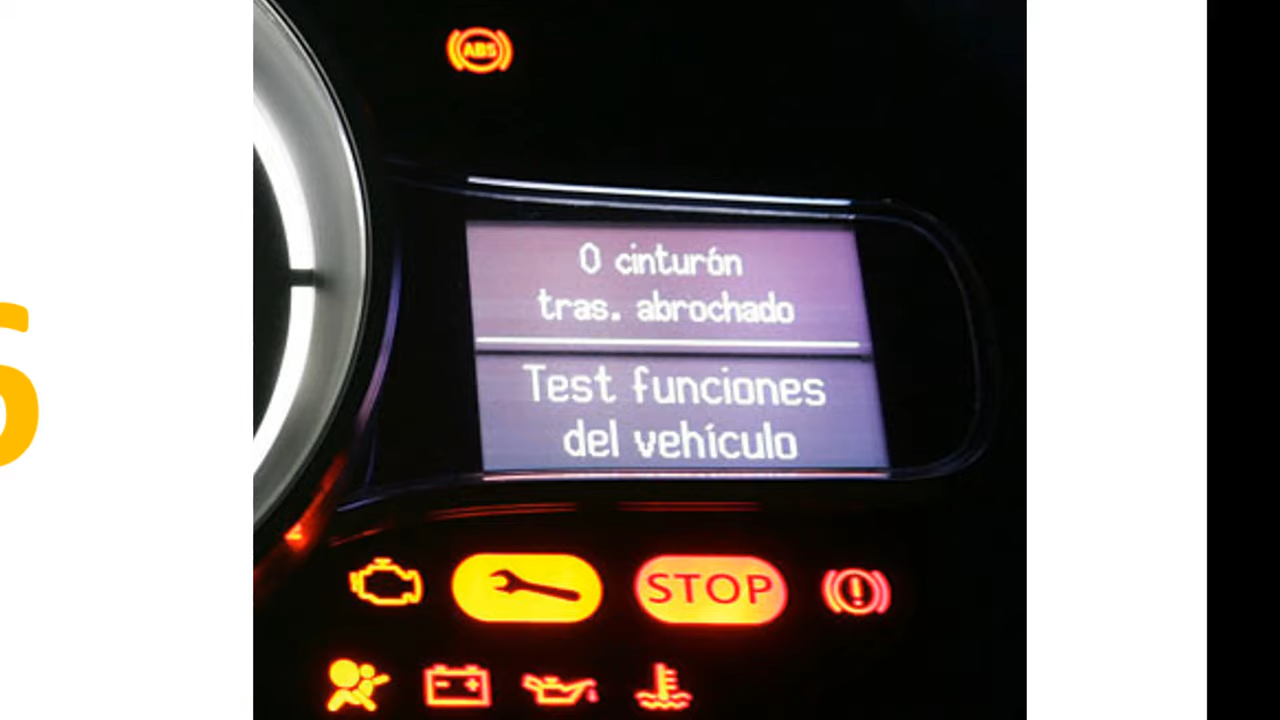 ABS
0 cinturón
tras. abrochado
Test funciones
del vehículo
STOP